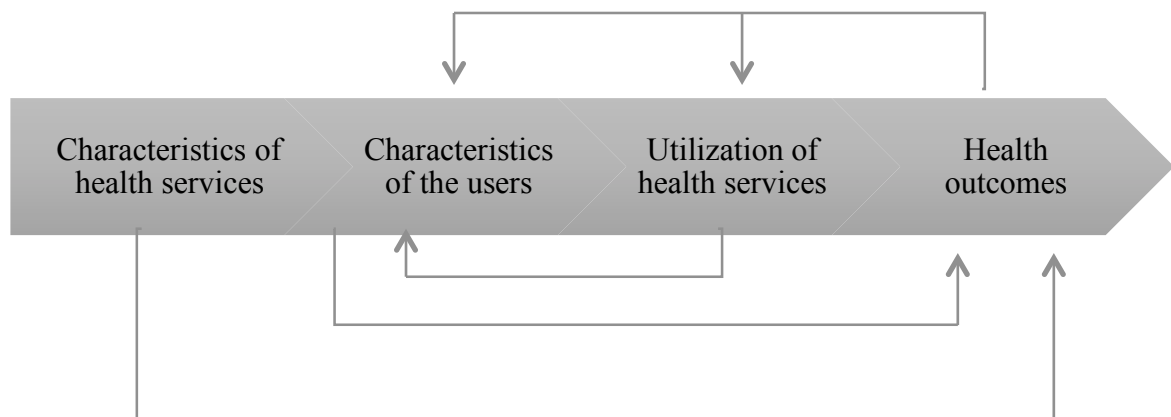 Characteristics of
health services
Characteristics
of the users
Utilization of
health services
Health
outcomes